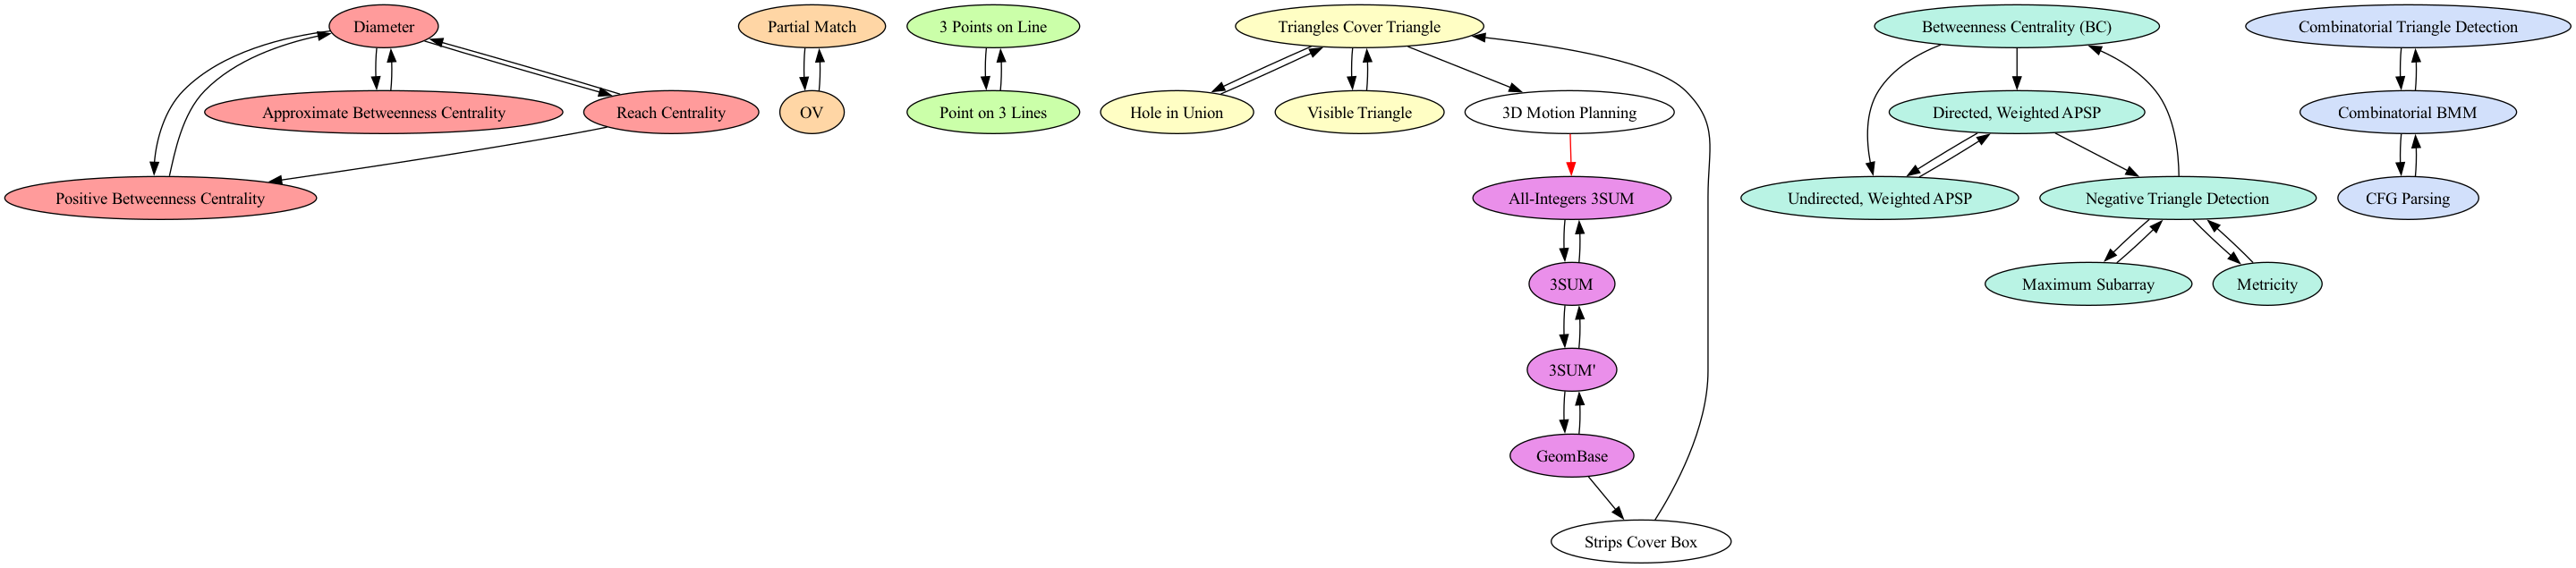 Diameter
Partial Match
3 Points on Line
Triangles Cover Triangle
Betweenness Centrality (BC)
Combinatorial Triangle Detection
Approximate Betweenness Centrality
Reach Centrality
OV
Point on 3 Lines
Hole in Union
Visible Triangle
3D Motion Planning
Directed, Weighted APSP
Combinatorial BMM
Positive Betweenness Centrality
All-Integers 3SUM
Undirected, Weighted APSP
Negative Triangle Detection
CFG Parsing
3SUM
Maximum Subarray
Metricity
3SUM'
GeomBase
Strips Cover Box